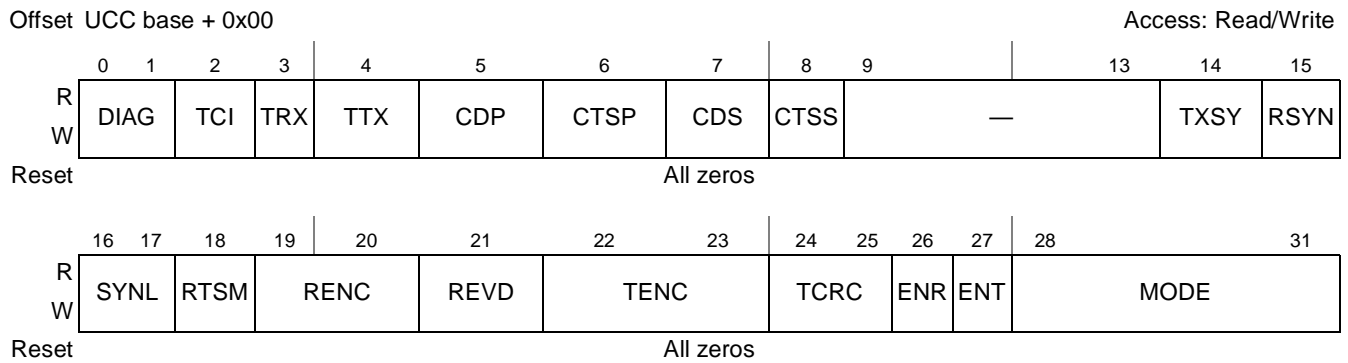 Offset UCC base + 0x00 Access: Read/Write
0 1 2 3 4 5 6 7 8 9 13 14 15
R
W
DIAG TCI TRX TTX CDP CTSP CDS CTSS — TXSY RSYN
Reset All zeros
16 17 18 19 20 21 22 23 24 25 26 27 28 31
R
W
SYNL RTSM RENC REVD TENC TCRC ENR ENT MODE
Reset All zeros